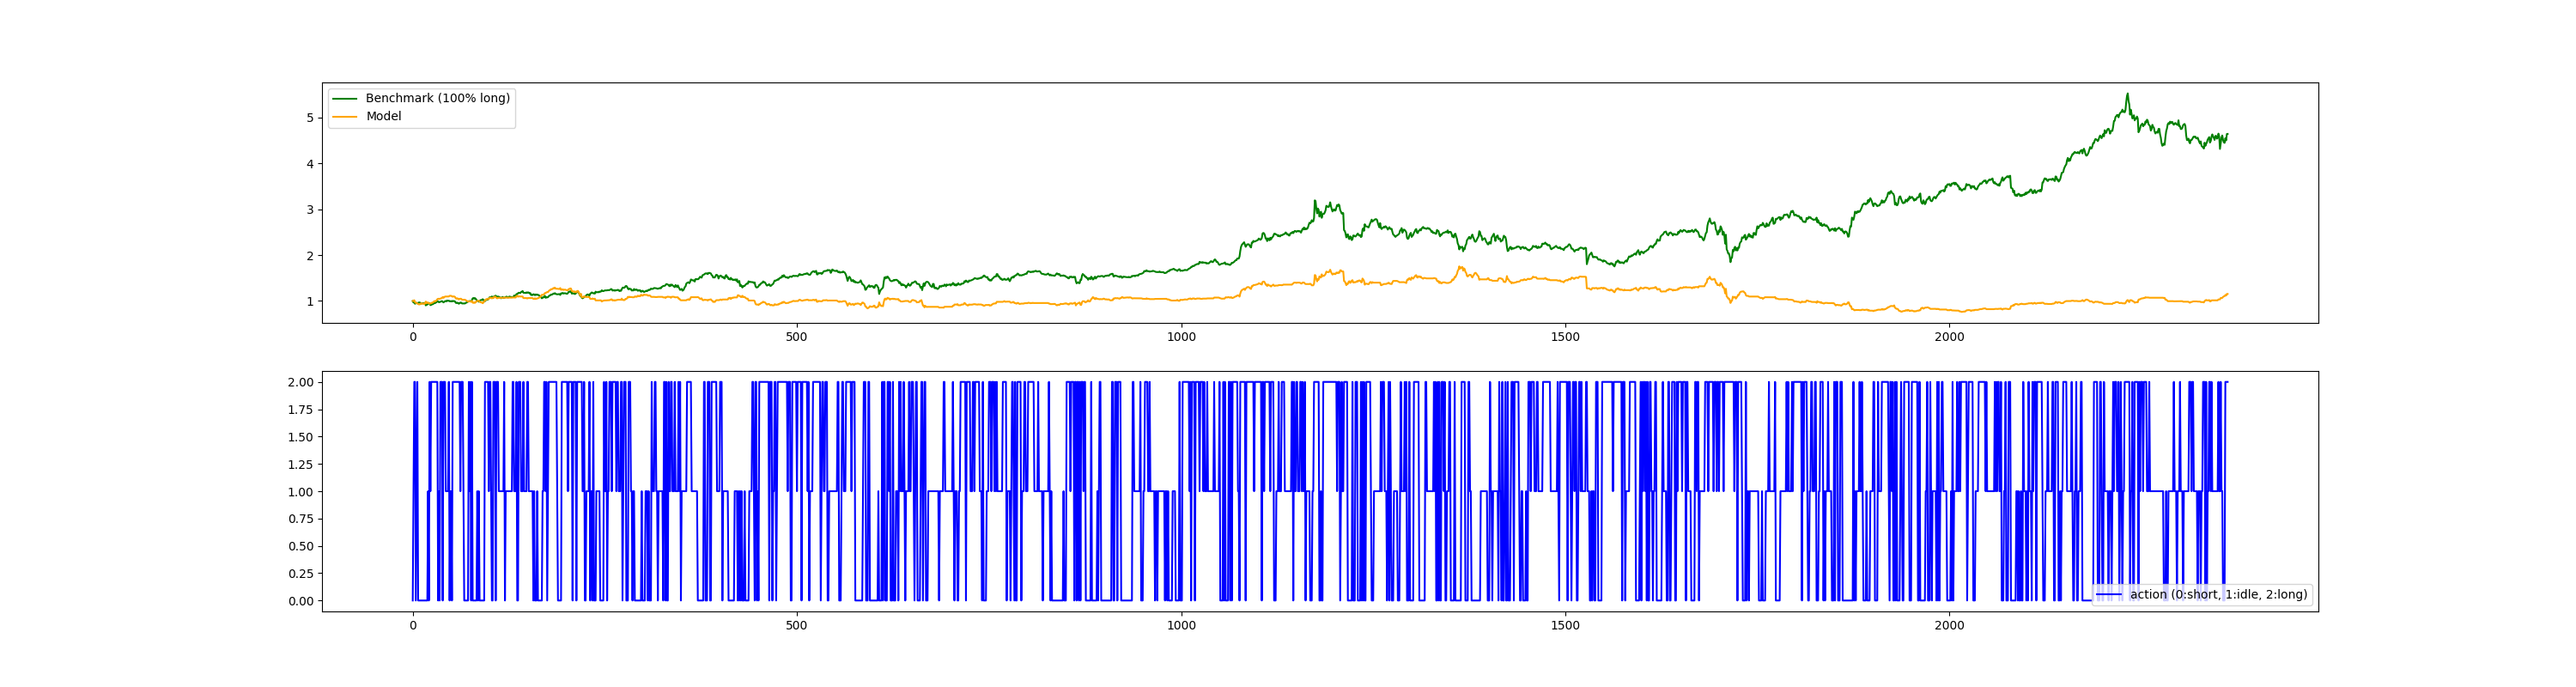 Benchmark (100% long)
Model
5
4
3
2
1
0 500 1000 1500 2000
2.00
1.75
1.50
1.25
1.00
0.75
0.50
0.25
0.00
action (0:short, 1:idle, 2:long)
0 500 1000 1500 2000